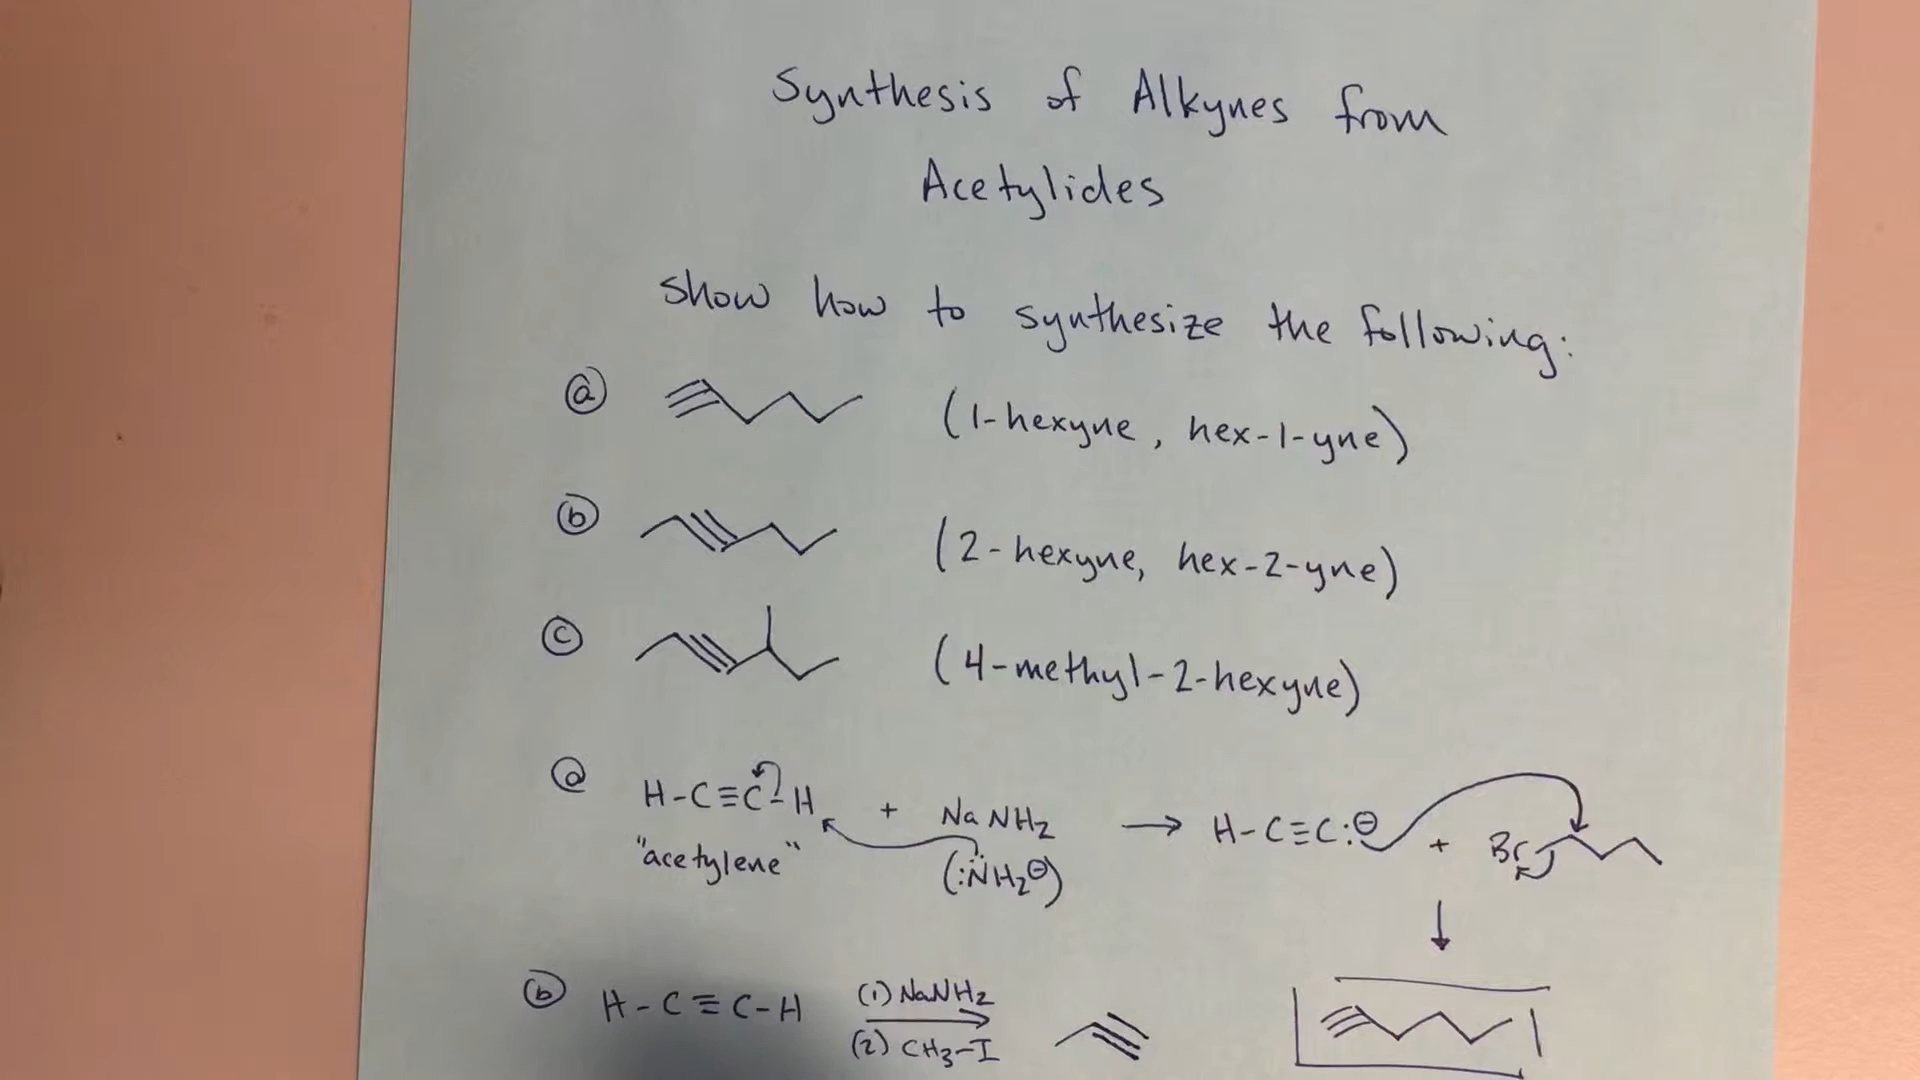 Synthesis of Alkynes from
Acetylides
show how to synthesize the following:
ⓐ (1-hexyne, hex-1-yne)
ⓑ (2-hexyne, hex-2-yne)
ⓒ (4-methyl-2-hexyne)
ⓐ H-C≡C-H + NaNH₂ → H-C≡C:⊖ + Br
"acetylene" (:N̈H₂⊖)
↓
ⓑ H-C≡C-H (1) NaNH₂
(2) CH₃-I